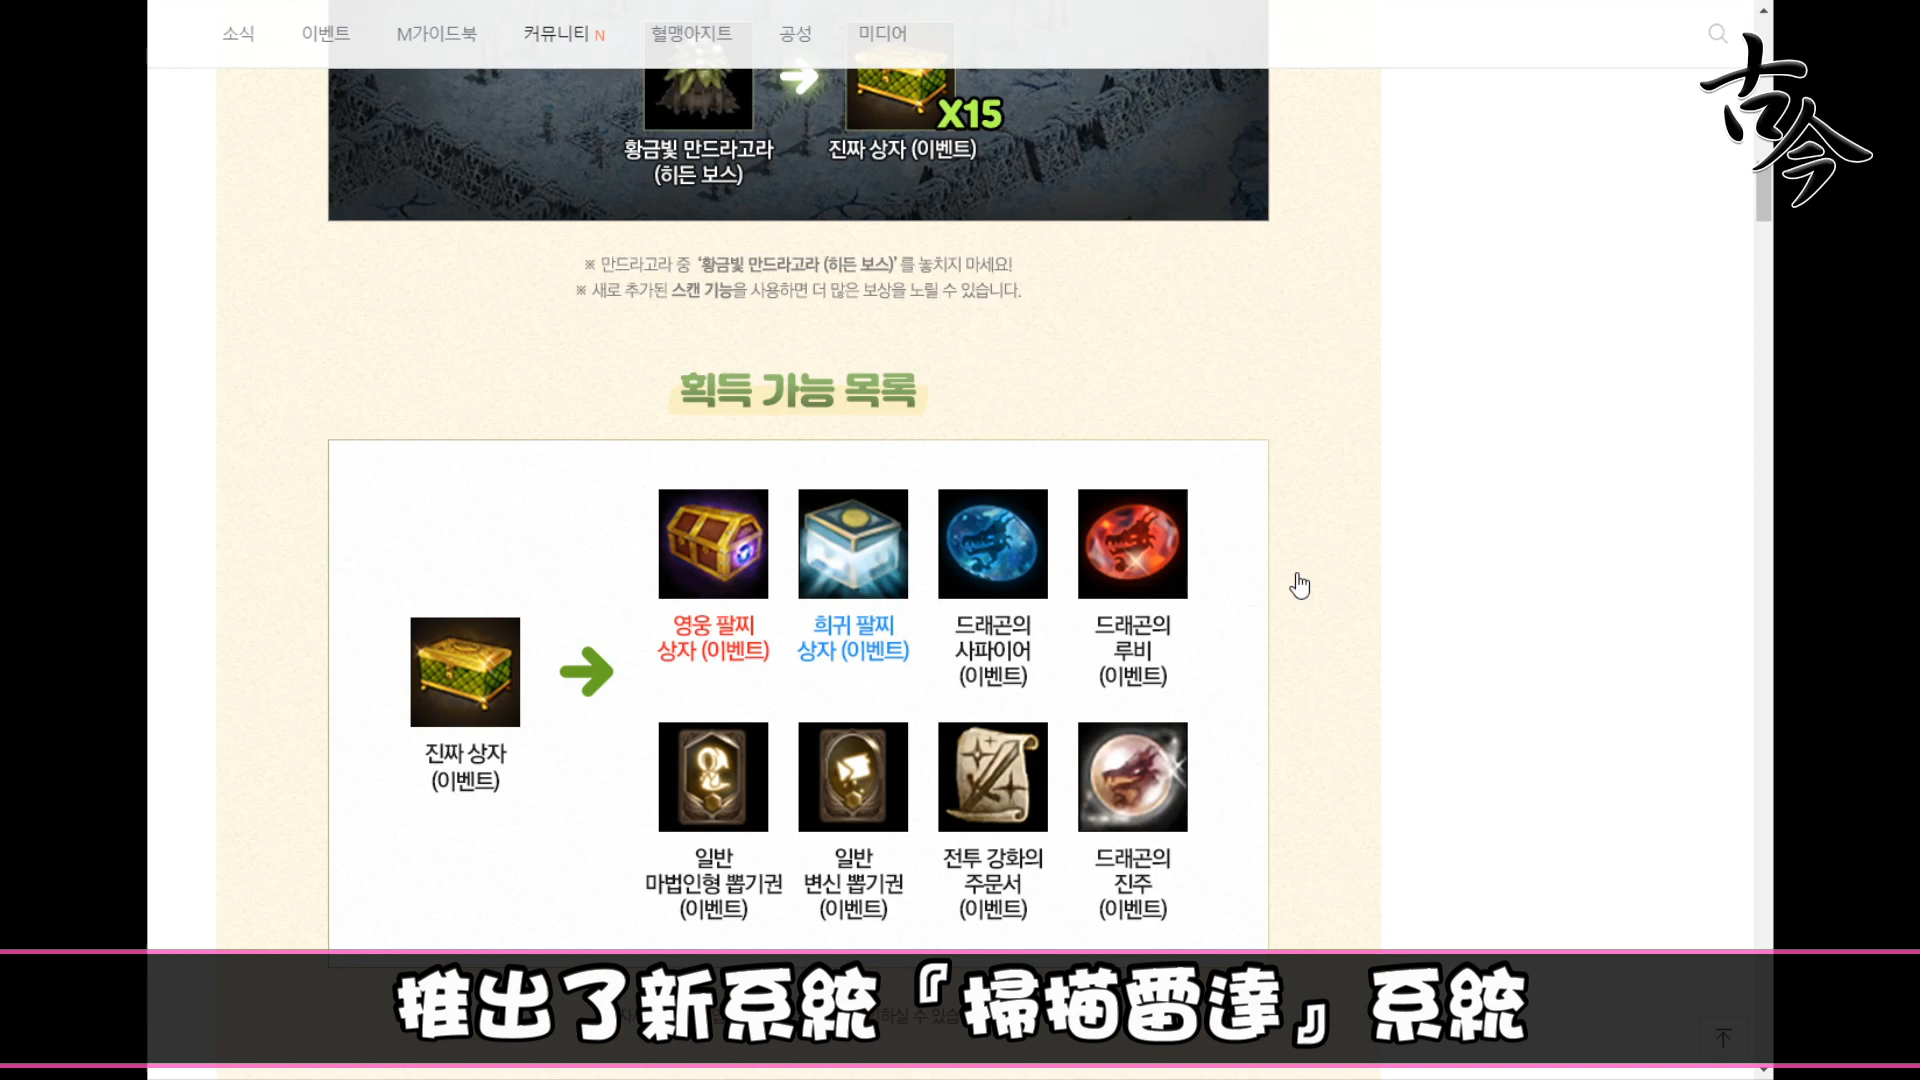 소식 이벤트 M가이드북 커뮤니티 N 혈맹아지트 공성 미디어
古今
X15
황금빛 만드라고라
(히든 보스)
진짜 상자 (이벤트)
※ 만드라고라 중 '황금빛 만드라고라 (히든 보스)' 를 놓치지 마세요!
※ 새로 추가된 스캔 기능을 사용하면 더 많은 보상을 노릴 수 있습니다.
획득 가능 목록
진짜 상자
(이벤트)
영웅 팔찌
상자 (이벤트)
희귀 팔찌
상자 (이벤트)
드래곤의
사파이어
(이벤트)
드래곤의
루비
(이벤트)
일반
마법인형 뽑기권
(이벤트)
일반
변신 뽑기권
(이벤트)
전투 강화의
주문서
(이벤트)
드래곤의
진주
(이벤트)
推出了新系統『掃描雷達』系統